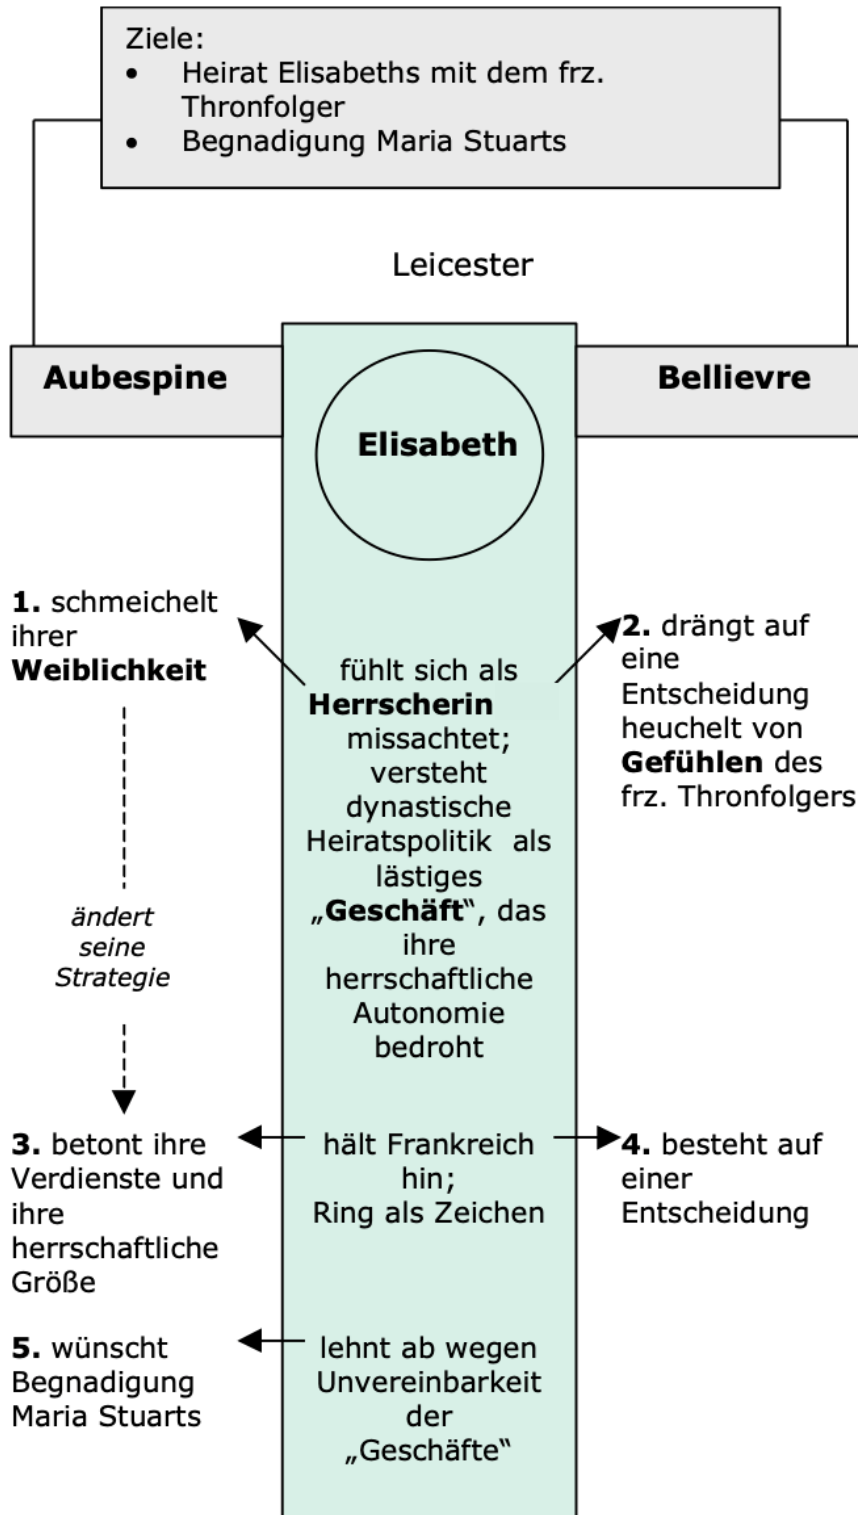 Ziele:
• Heirat Elisabeths mit dem frz.
Thronfolger
• Begnadigung Maria Stuarts
Leicester
Aubespine
Elisabeth
Bellievre
1. schmeichelt
ihrer
Weiblichkeit
fühlt sich als
Herrscherin
missachtet;
versteht
dynastische
Heiratspolitik als
lästiges
„Geschäft“, das
ihre
herrschaftliche
Autonomie
bedroht
2. drängt auf
eine
Entscheidung
heuchelt von
Gefühlen des
frz. Thronfolgers
ändert
seine
Strategie
3. betont ihre
Verdienste und
ihre
herrschaftliche
Größe
hält Frankreich
hin;
Ring als Zeichen
4. besteht auf
einer
Entscheidung
5. wünscht
Begnadigung
Maria Stuarts
lehnt ab wegen
Unvereinbarkeit
der
„Geschäfte“